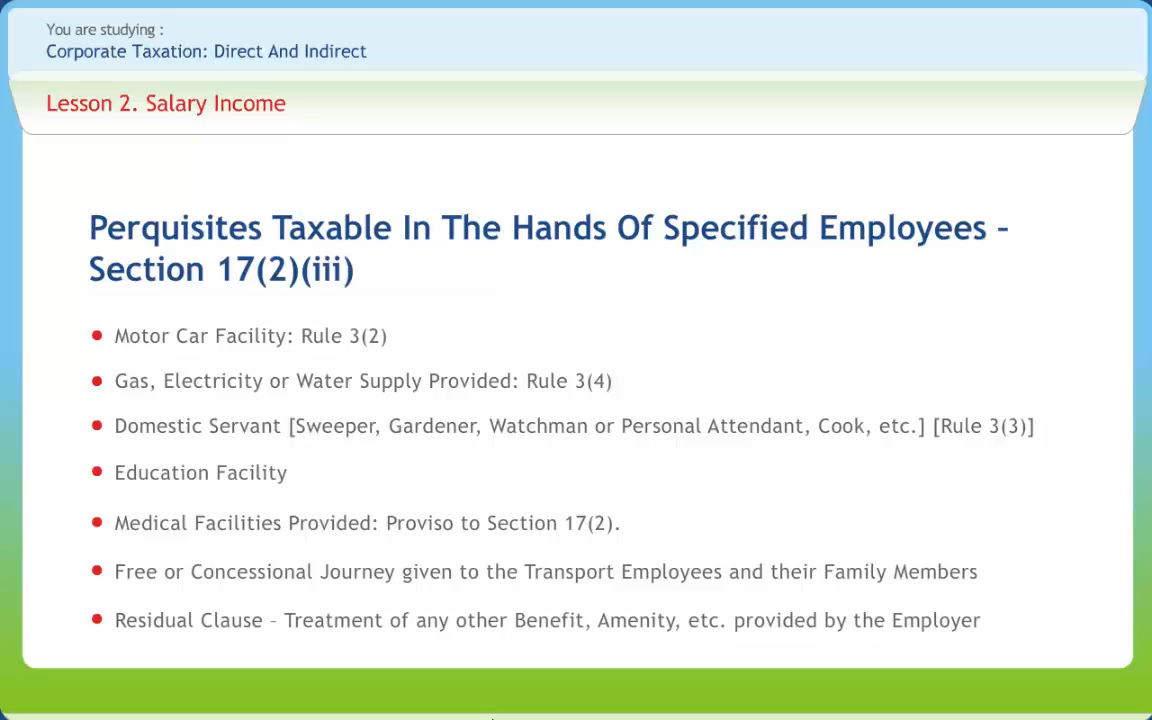 You are studying :
Corporate Taxation: Direct And Indirect
Lesson 2. Salary Income
Perquisites Taxable In The Hands Of Specified Employees –
Section 17(2)(iii)
Motor Car Facility: Rule 3(2)
Gas, Electricity or Water Supply Provided: Rule 3(4)
Domestic Servant [Sweeper, Gardener, Watchman or Personal Attendant, Cook, etc.] [Rule 3(3)]
Education Facility
Medical Facilities Provided: Proviso to Section 17(2).
Free or Concessional Journey given to the Transport Employees and their Family Members
Residual Clause – Treatment of any other Benefit, Amenity, etc. provided by the Employer